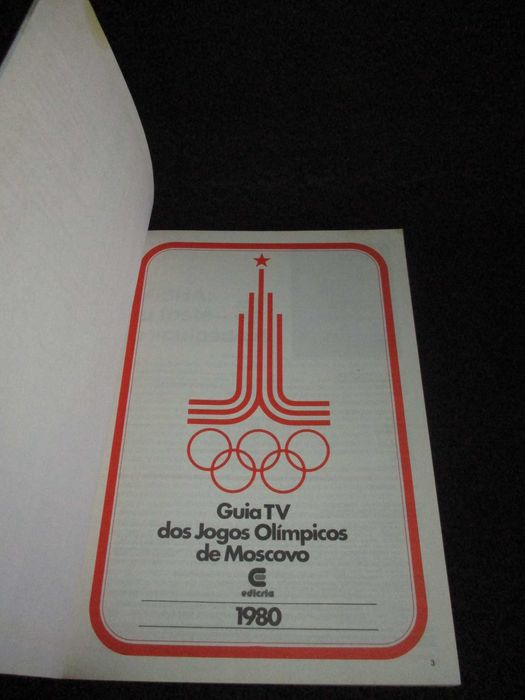 Guia TV
dos Jogos Olímpicos
de Moscovo
edicria
1980
3